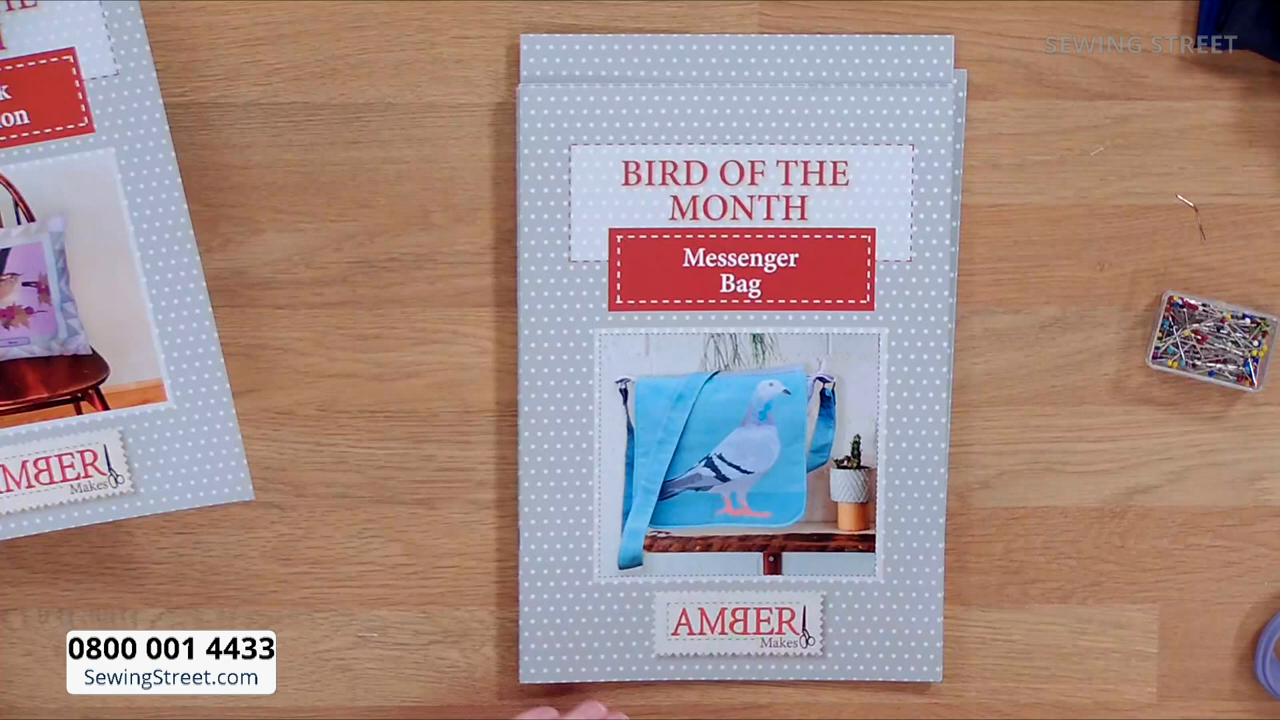 SEWING STREET
BIRD OF THE
MONTH
Messenger
Bag
AMBER
Makes
AMBER
Makes
0800 001 4433
SewingStreet.com